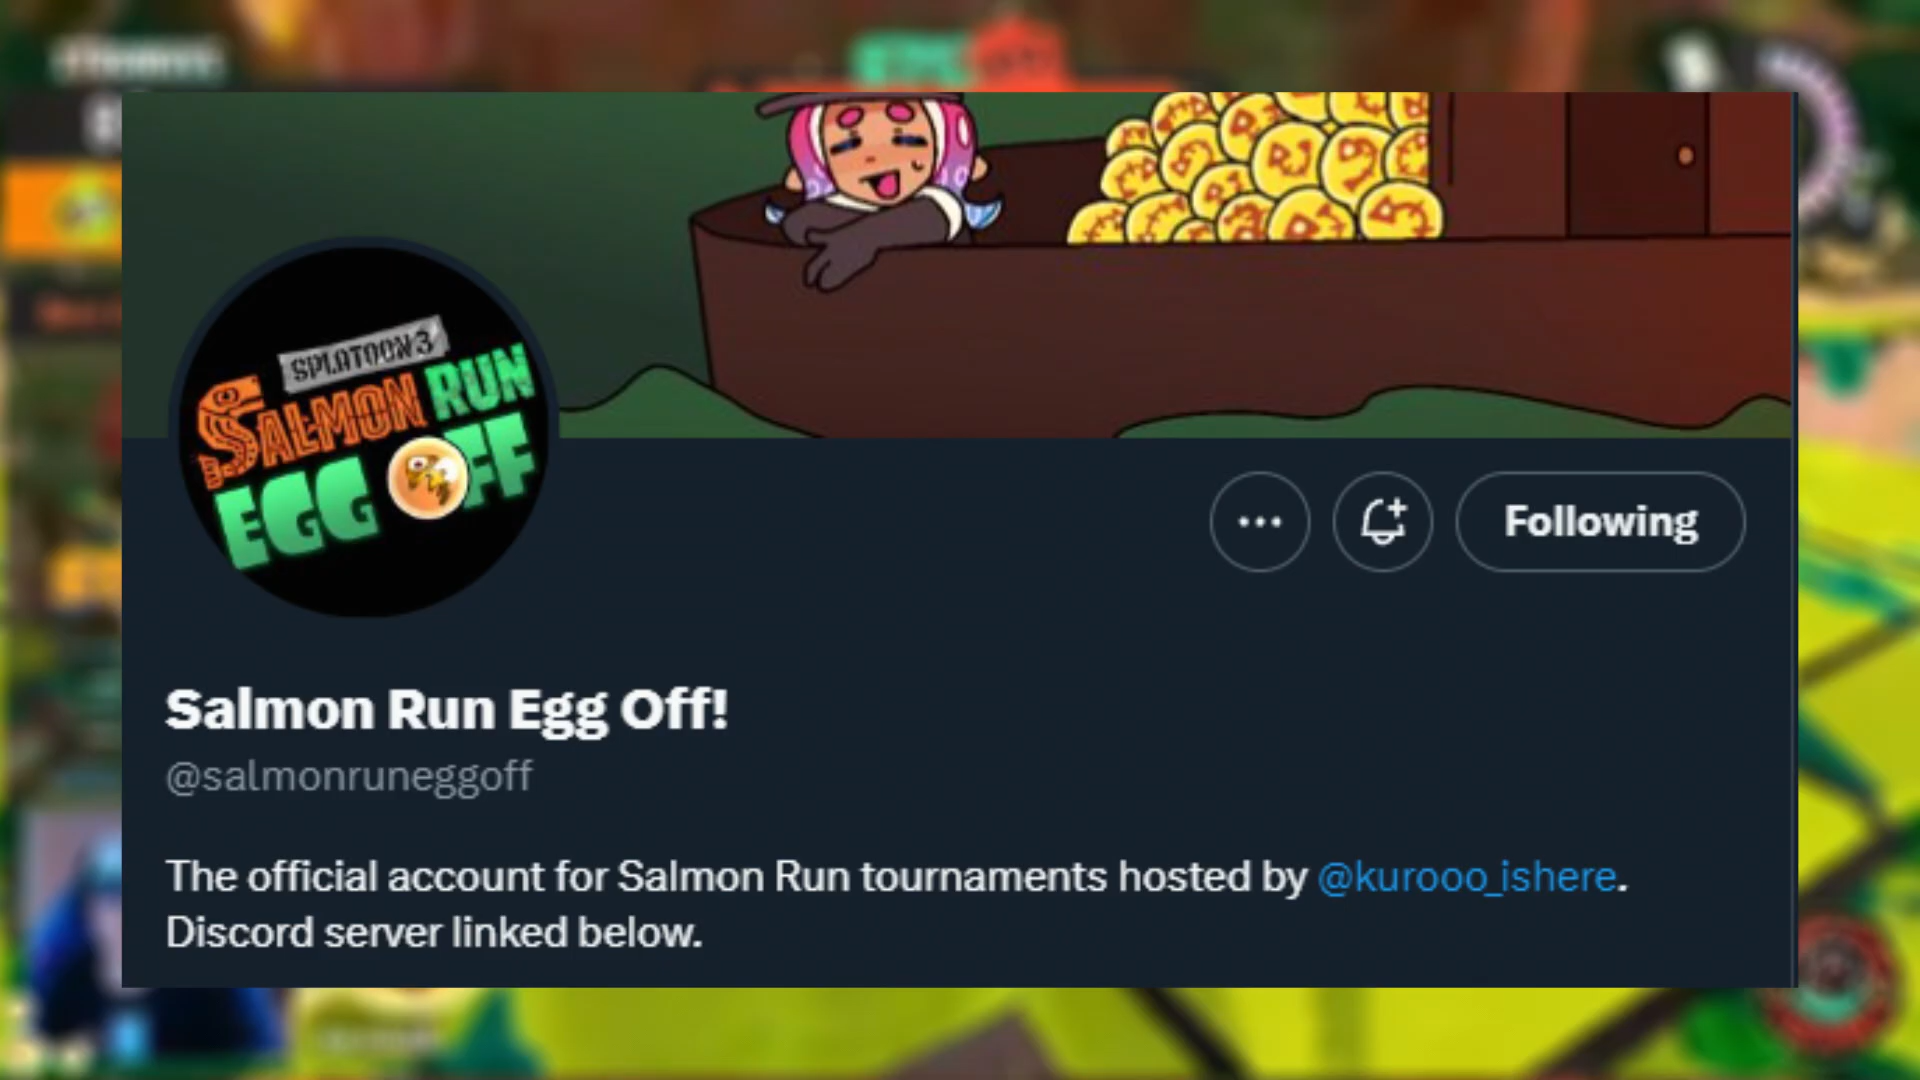 SPLATOON 3
SALMON RUN
EGG OFF
Following
Salmon Run Egg Off!
@salmonruneggoff
The official account for Salmon Run tournaments hosted by @kurooo_ishere.
Discord server linked below.